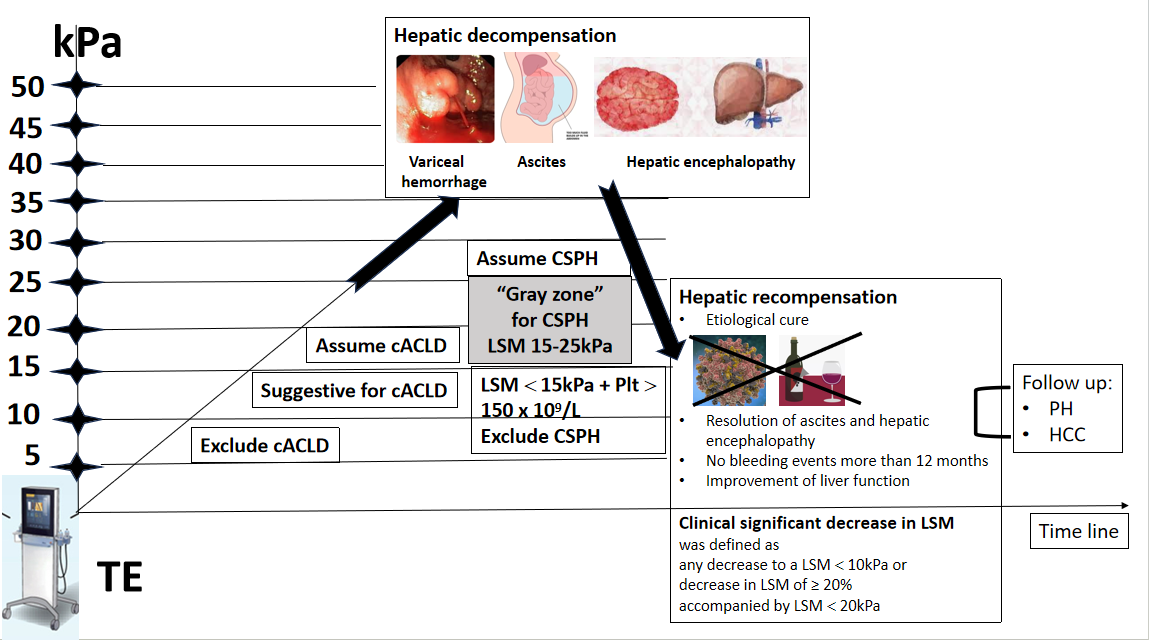 kPa
50
45
40
35
30
25
20
15
10
5
TE
Hepatic decompensation
Variceal
hemorrhage
Ascites
Hepatic encephalopathy
Assume CSPH
“Gray zone”
for CSPH
LSM 15-25kPa
Assume cACLD
Suggestive for cACLD
Exclude cACLD
LSM < 15kPa + Plt >
150 x 10⁹/L
Exclude CSPH
Hepatic recompensation
• Etiological cure
• Resolution of ascites and hepatic
encephalopathy
• No bleeding events more than 12 months
• Improvement of liver function
Clinical significant decrease in LSM
was defined as
any decrease to a LSM < 10kPa or
decrease in LSM of ≥ 20%
accompanied by LSM < 20kPa
Follow up:
• PH
• HCC
Time line